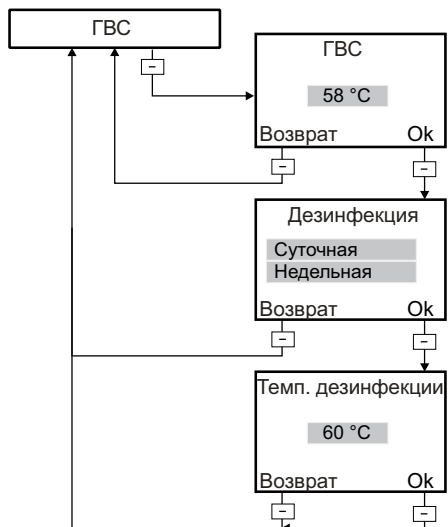 ГВС
ГВС
58 °C
Возврат Ok
Дезинфекция
Суточная
Недельная
Возврат Ok
Темп. дезинфекции
60 °C
Возврат Ok